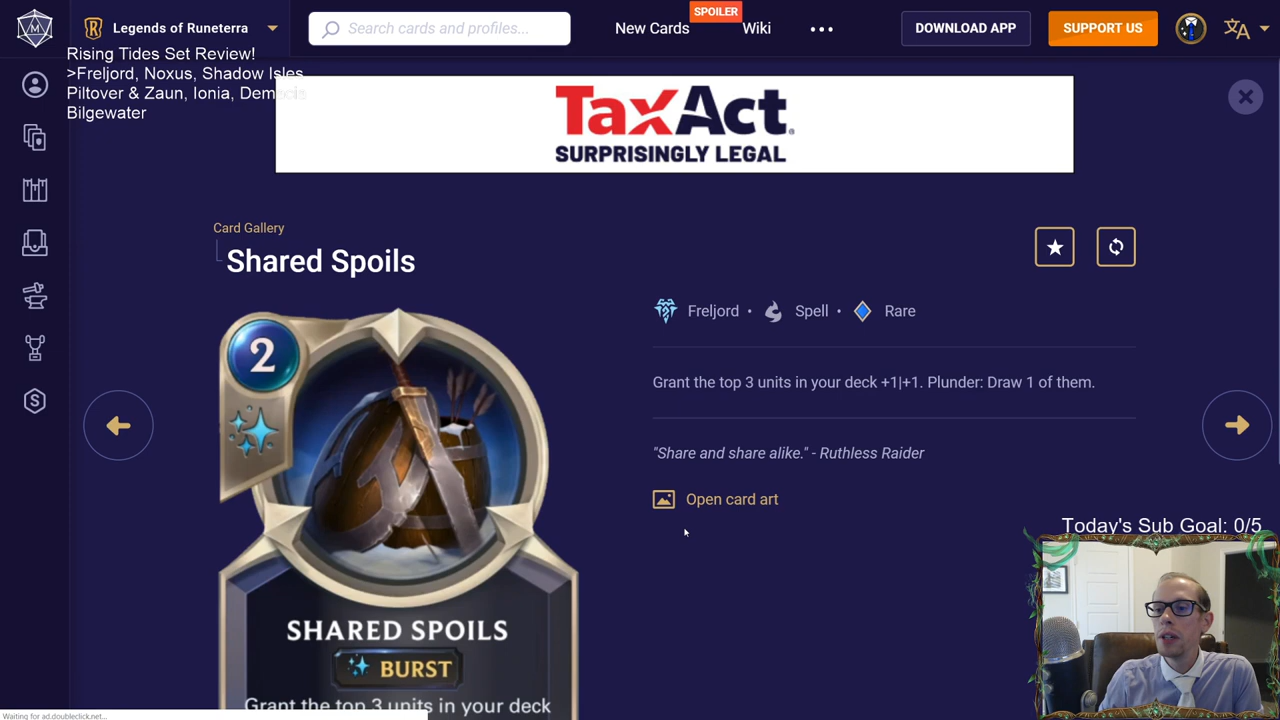 Legends of Runeterra
Search cards and profiles...
New Cards
SPOILER
Wiki
DOWNLOAD APP
SUPPORT US
Rising Tides Set Review!
>Freljord, Noxus, Shadow Isles
Piltover & Zaun, Ionia, Demacia
Bilgewater
TaxAct
SURPRISINGLY LEGAL
Card Gallery
Shared Spoils
Freljord • Spell • Rare
Grant the top 3 units in your deck +1|+1. Plunder: Draw 1 of them.
"Share and share alike." - Ruthless Raider
Open card art
2
SHARED SPOILS
BURST
Grant the top 3 units in your deck
Today's Sub Goal: 0/5
Waiting for ad.doubleclick.net...